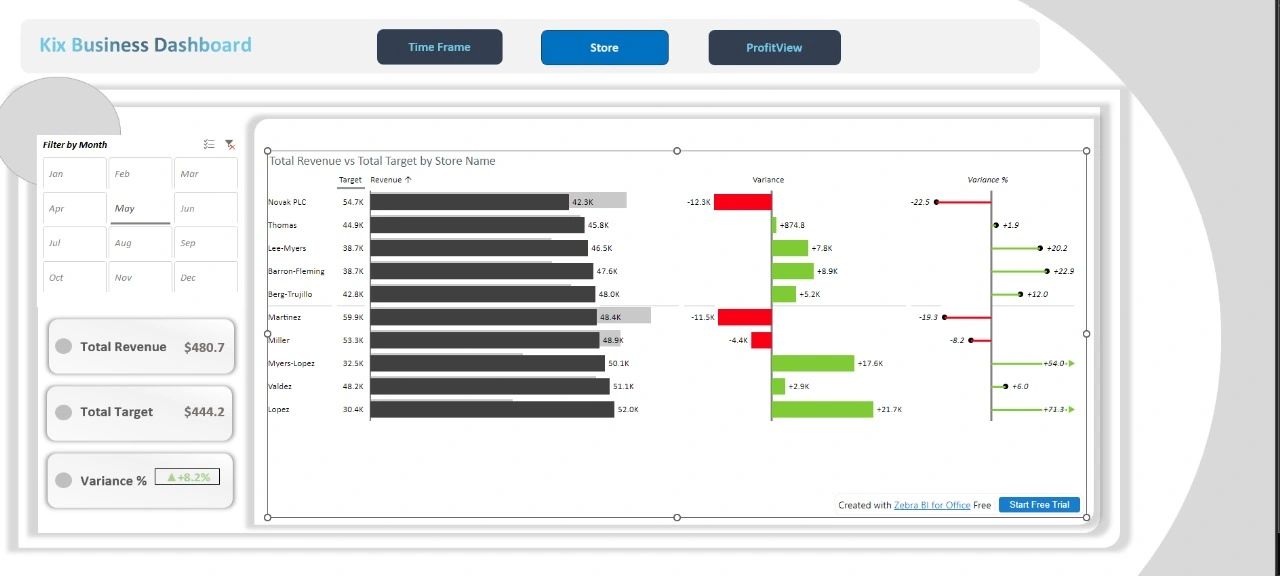 Kix Business Dashboard
Time Frame
Store
ProfitView
Filter by Month
Jan Feb Mar
Apr May Jun
Jul Aug Sep
Oct Nov Dec
Total Revenue $480.7
Total Target $444.2
Variance % ▲+8.2%
Total Revenue vs Total Target by Store Name
Target Revenue ↑ Variance Variance %
Novak PLC 54.7K 42.3K -12.3K -22.5
Thomas 44.9K 45.8K +874.8 +1.9
Lee-Myers 38.7K 46.5K +7.8K +20.2
Barron-Fleming 38.7K 47.6K +8.9K +22.9
Berg-Trujillo 42.8K 48.0K +5.2K +12.0
Martinez 59.9K 48.4K -11.5K -19.3
Miller 53.3K 48.9K -4.4K -8.2
Myers-Lopez 32.5K 50.1K +17.6K +54.0
Valdez 48.2K 51.1K +2.9K +6.0
Lopez 30.4K 52.0K +21.7K +71.3
Created with Zebra BI for Office Free Start Free Trial